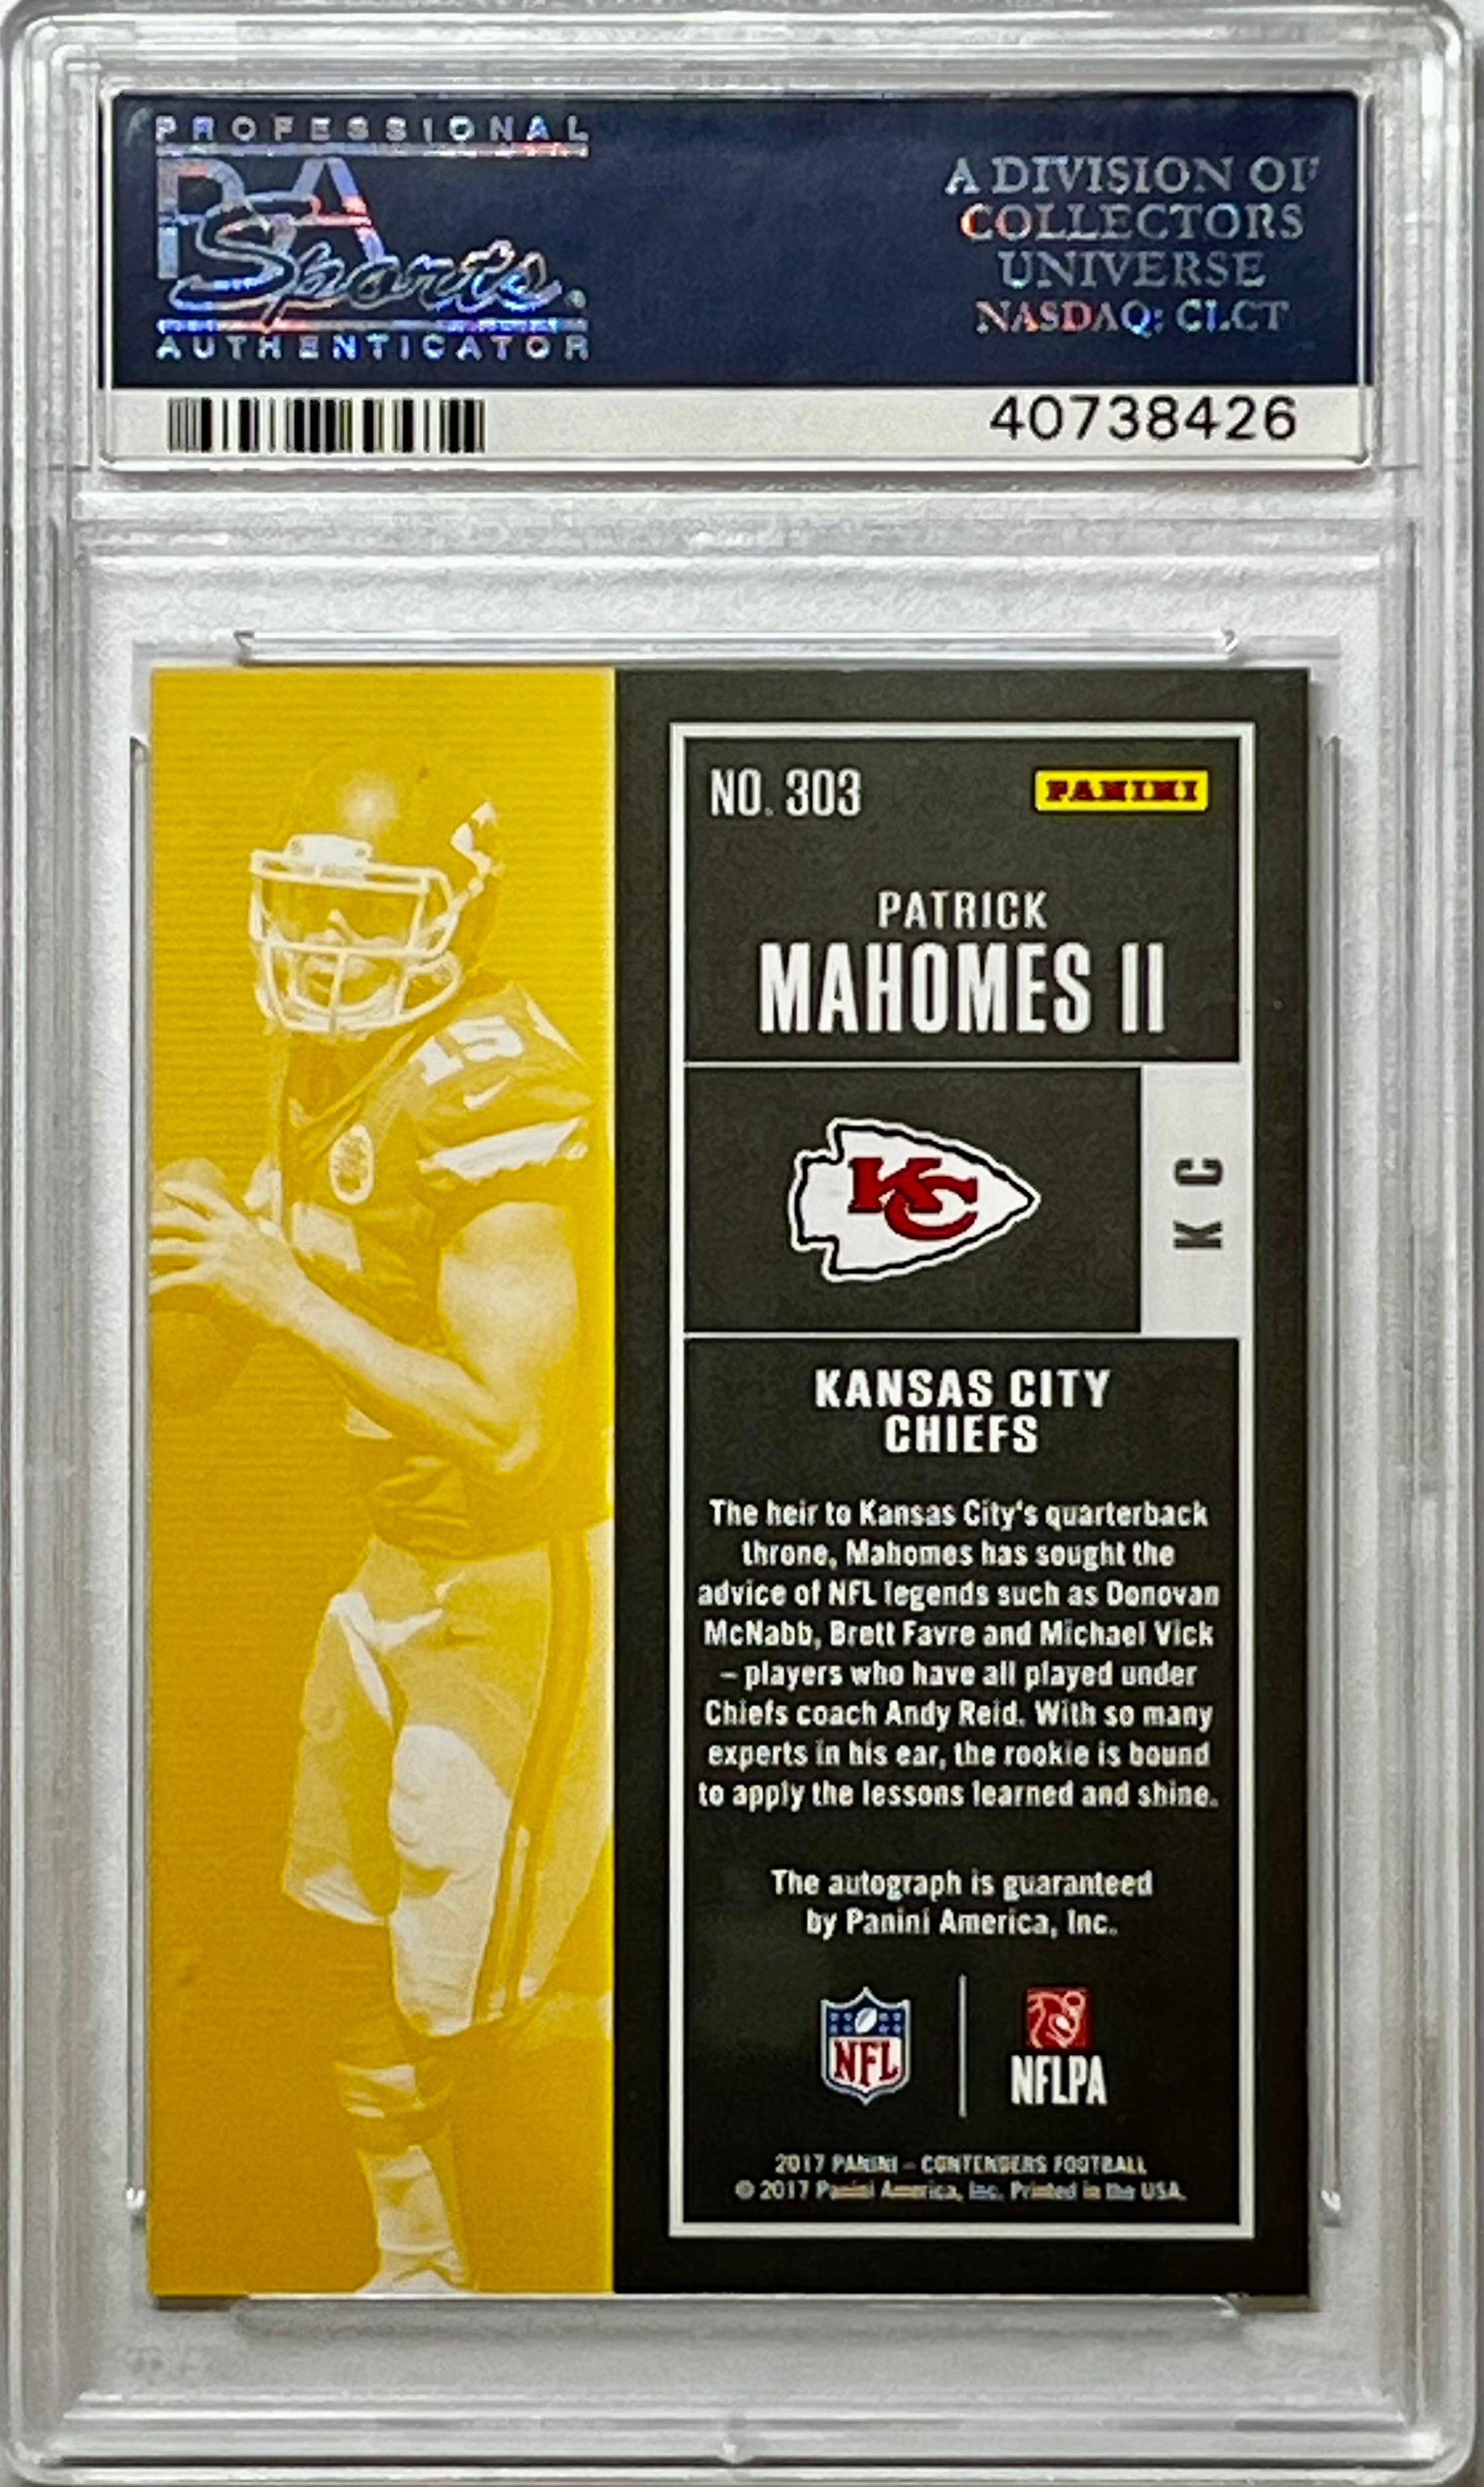 PROFESSIONAL
PSA
Sports
AUTHENTICATOR
A DIVISION OF
COLLECTORS
UNIVERSE
NASDAQ: CLCT
40738426
NO. 303
PANINI
PATRICK
MAHOMES II
KC
15
K C
KANSAS CITY
CHIEFS
The heir to Kansas City's quarterback
throne, Mahomes has sought the
advice of NFL legends such as Donovan
McNabb, Brett Favre and Michael Vick
– players who have all played under
Chiefs coach Andy Reid. With so many
experts in his ear, the rookie is bound
to apply the lessons learned and shine.
The autograph is guaranteed
by Panini America, Inc.
NFL
NFLPA
2017 PANINI – CONTENDERS FOOTBALL
© 2017 Panini America, Inc. Printed in the USA.